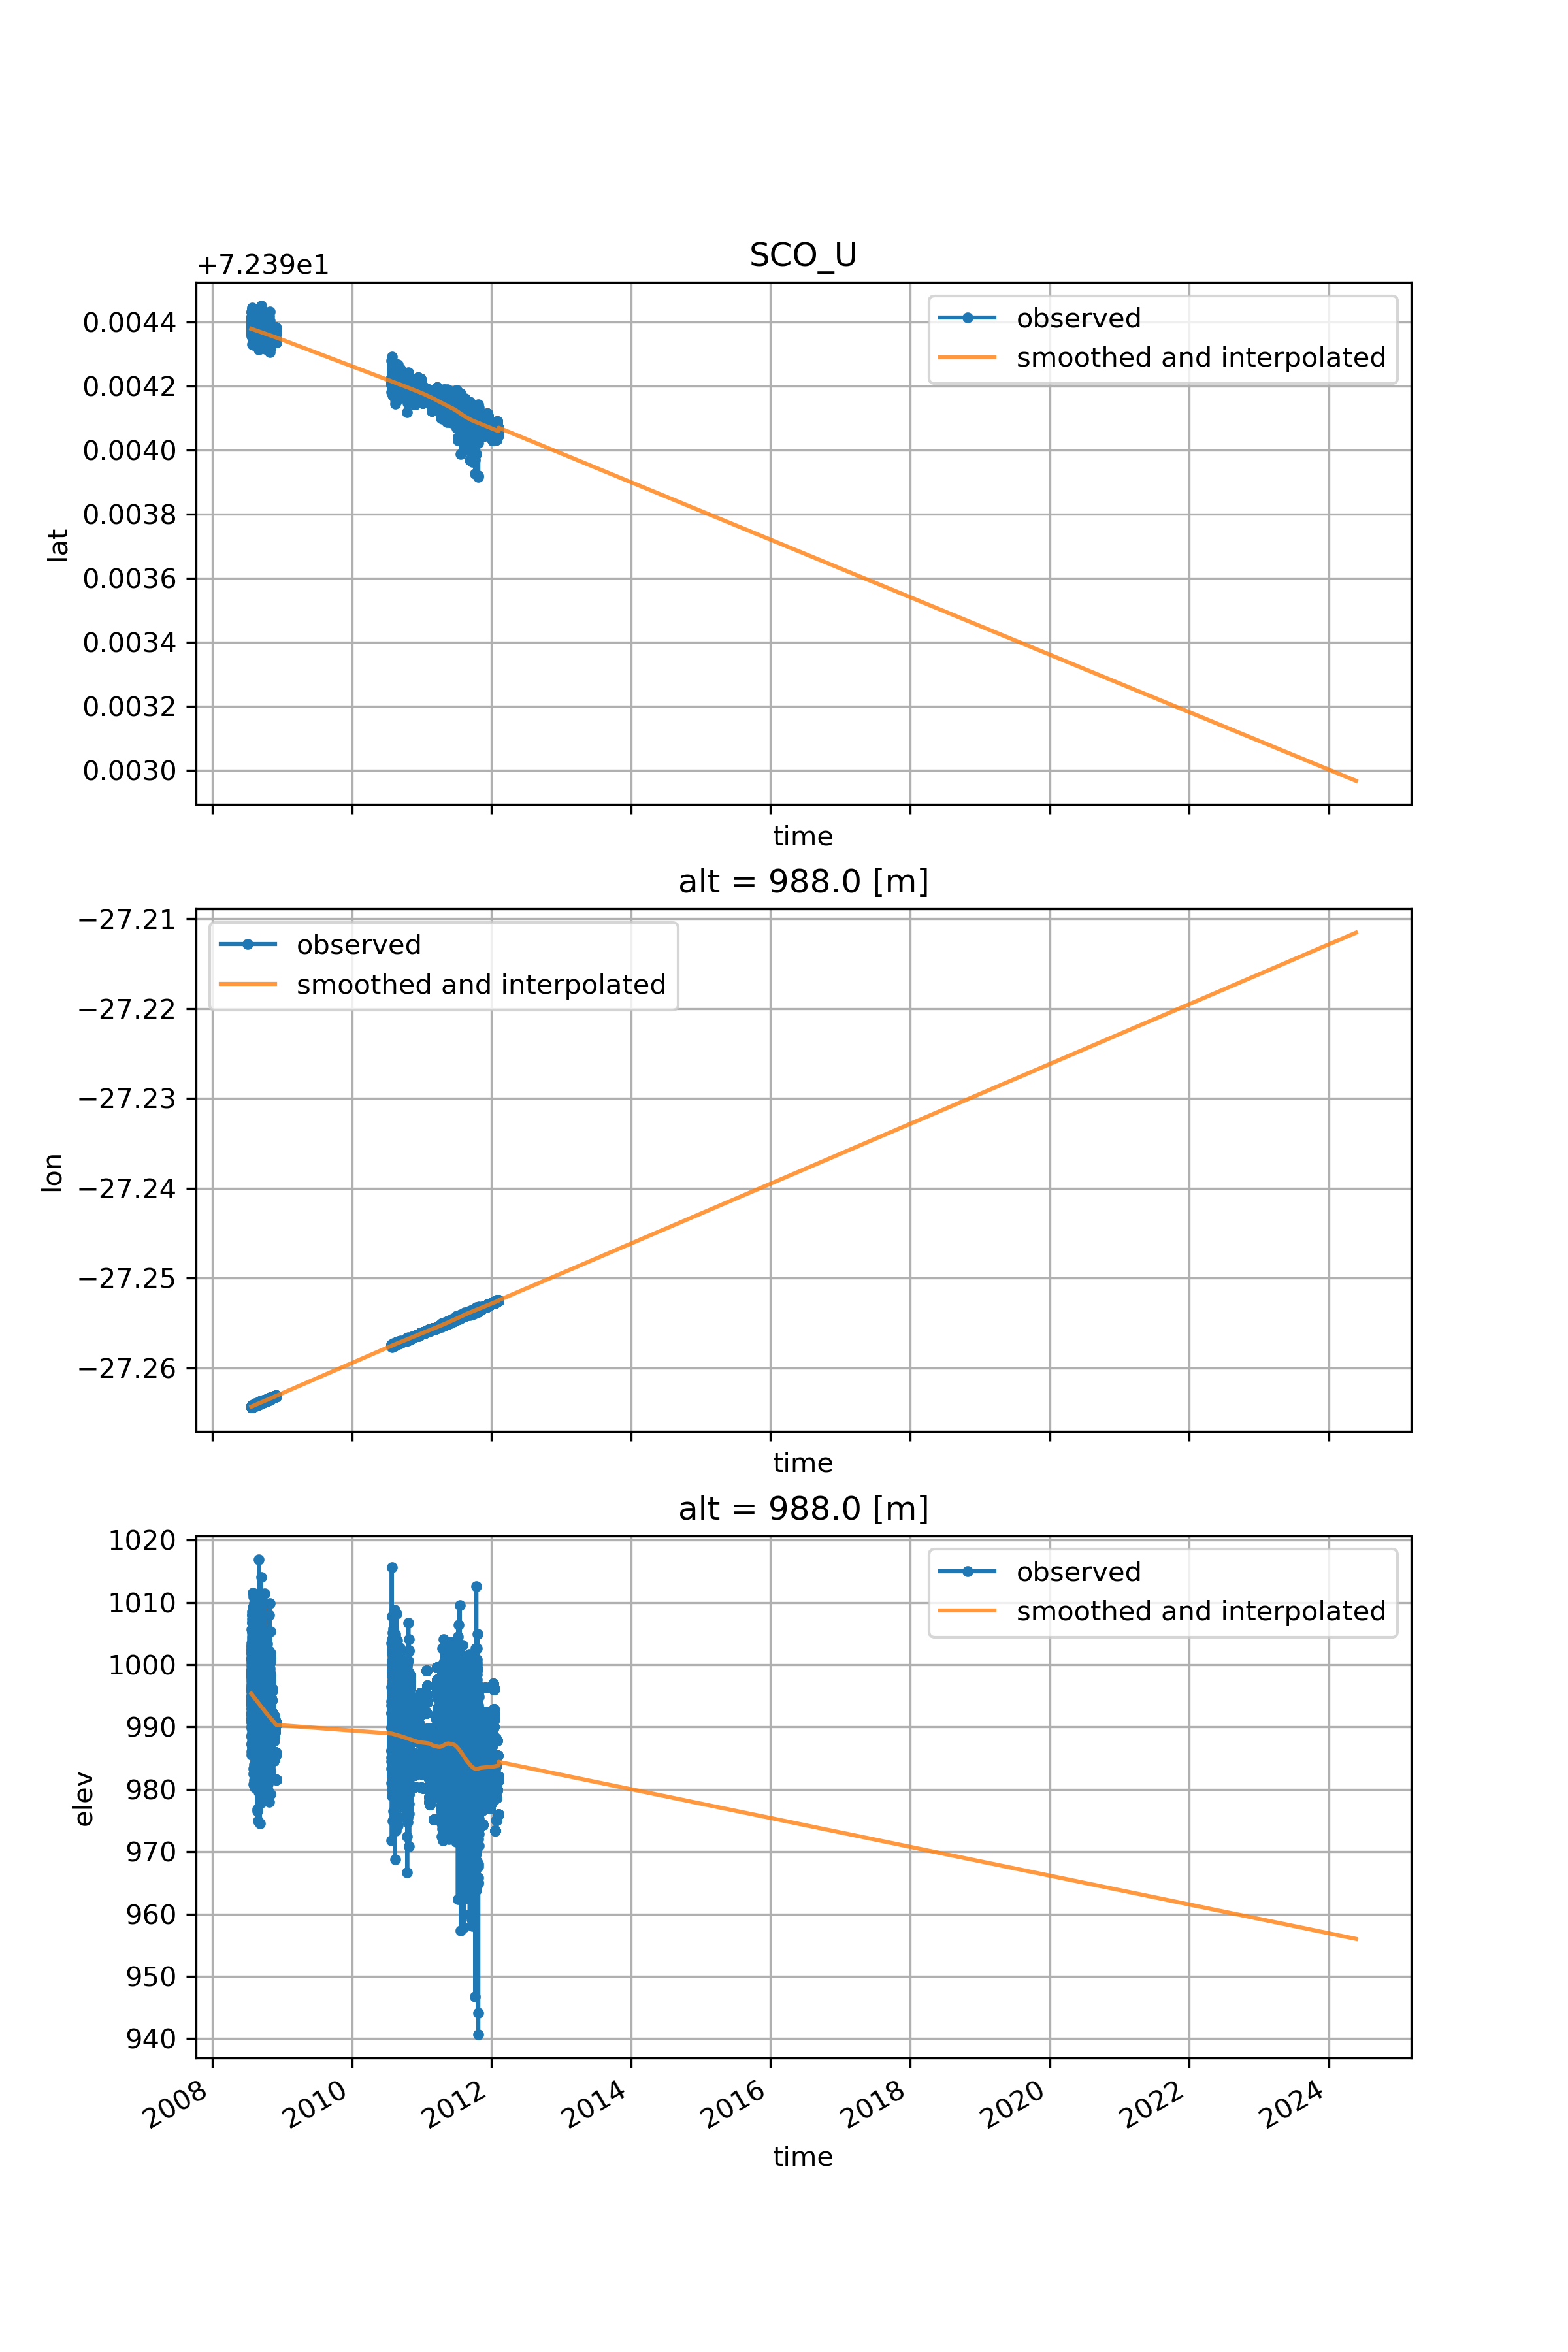 SCO_U
+7.239e1
0.0044
0.0042
0.0040
0.0038
0.0036
0.0034
0.0032
0.0030
lat
observed
smoothed and interpolated
time
alt = 988.0 [m]
−27.21
−27.22
−27.23
−27.24
−27.25
−27.26
lon
observed
smoothed and interpolated
time
alt = 988.0 [m]
1020
1010
1000
990
980
970
960
950
940
elev
observed
smoothed and interpolated
2008
2010
2012
2014
2016
2018
2020
2022
2024
time